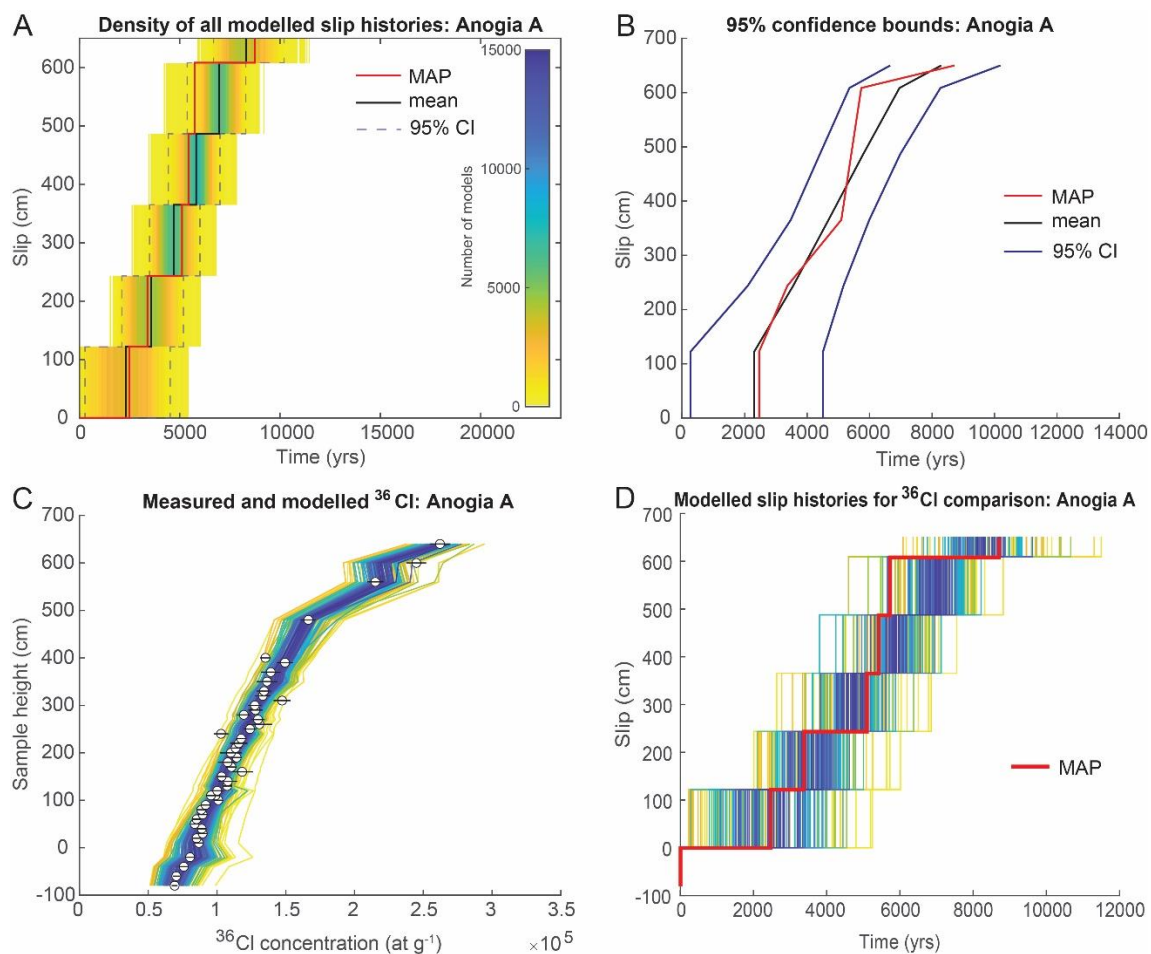 A
Density of all modelled slip histories: Anogia A
600
500
400
300
200
100
0
Slip (cm)
MAP
mean
95% CI
15000
10000
5000
0
Number of models
0
5000
10000
15000
20000
Time (yrs)
B
95% confidence bounds: Anogia A
700
600
500
400
300
200
100
0
Slip (cm)
MAP
mean
95% CI
0
2000
4000
6000
8000
10000
12000
14000
Time (yrs)
C
Measured and modelled ³⁶Cl: Anogia A
700
600
500
400
300
200
100
0
-100
Sample height (cm)
0
0.5
1
1.5
2
2.5
3
3.5
³⁶Cl concentration (at g⁻¹)
×10⁵
D
Modelled slip histories for ³⁶Cl comparison: Anogia A
700
600
500
400
300
200
100
0
-100
Slip (cm)
MAP
0
2000
4000
6000
8000
10000
12000
Time (yrs)